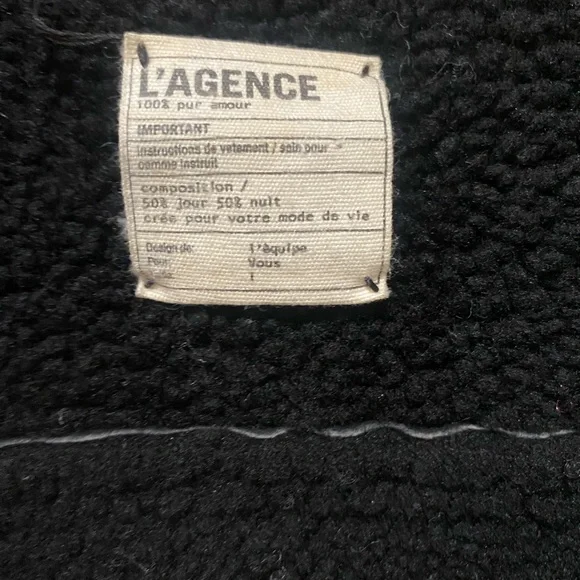 L'AGENCE
100% pur amour
IMPORTANT
Instructions de vetement / soin pour
comme instruit
composition /
50% jour 50% nuit
crée pour votre mode de vie
Design de: l'équipe
Pour: Vous
1